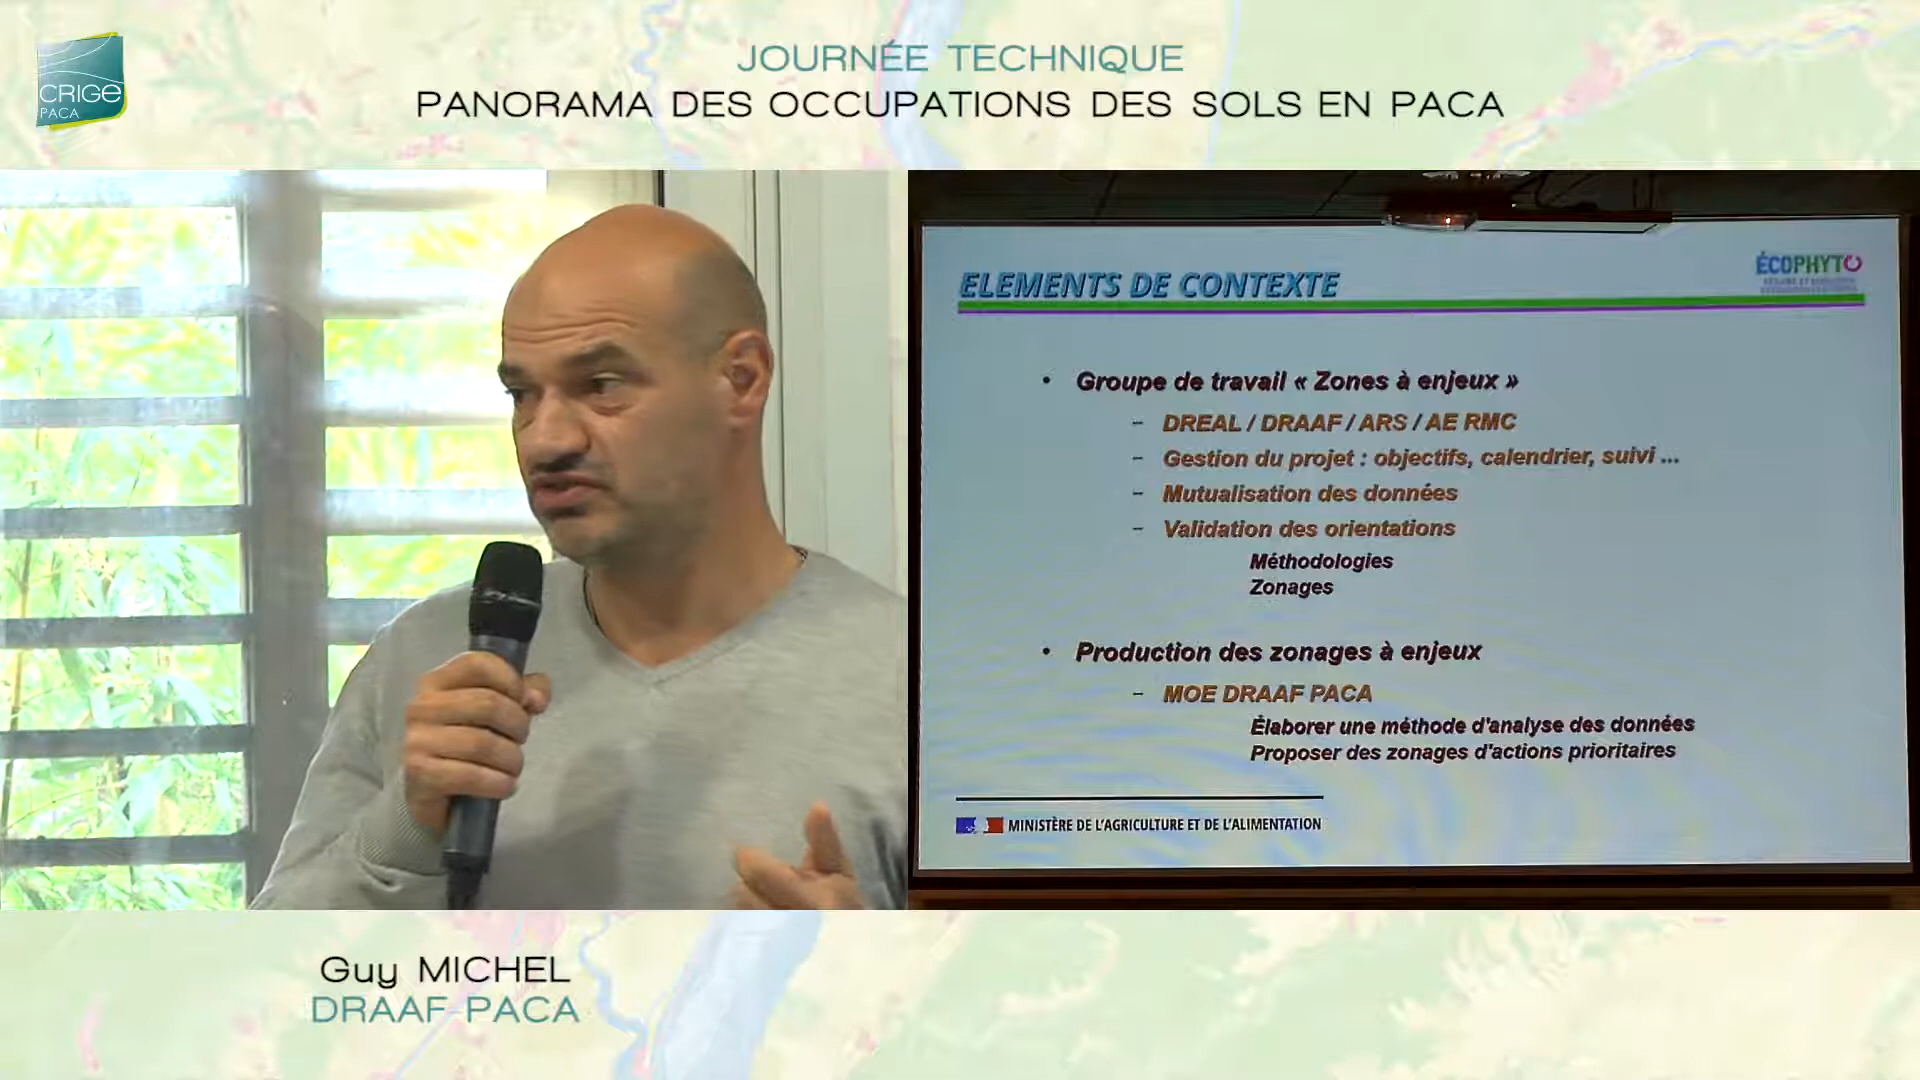 JOURNÉE TECHNIQUE
PANORAMA DES OCCUPATIONS DES SOLS EN PACA
CRIGE
PACA
ELEMENTS DE CONTEXTE
ÉCOPHYTO
• Groupe de travail « Zones à enjeux »
– DREAL / DRAAF / ARS / AE RMC
– Gestion du projet : objectifs, calendrier, suivi ...
– Mutualisation des données
– Validation des orientations
Méthodologies
Zonages
• Production des zonages à enjeux
– MOE DRAAF PACA
Élaborer une méthode d'analyse des données
Proposer des zonages d'actions prioritaires
MINISTÈRE DE L'AGRICULTURE ET DE L'ALIMENTATION
Guy MICHEL
DRAAF PACA